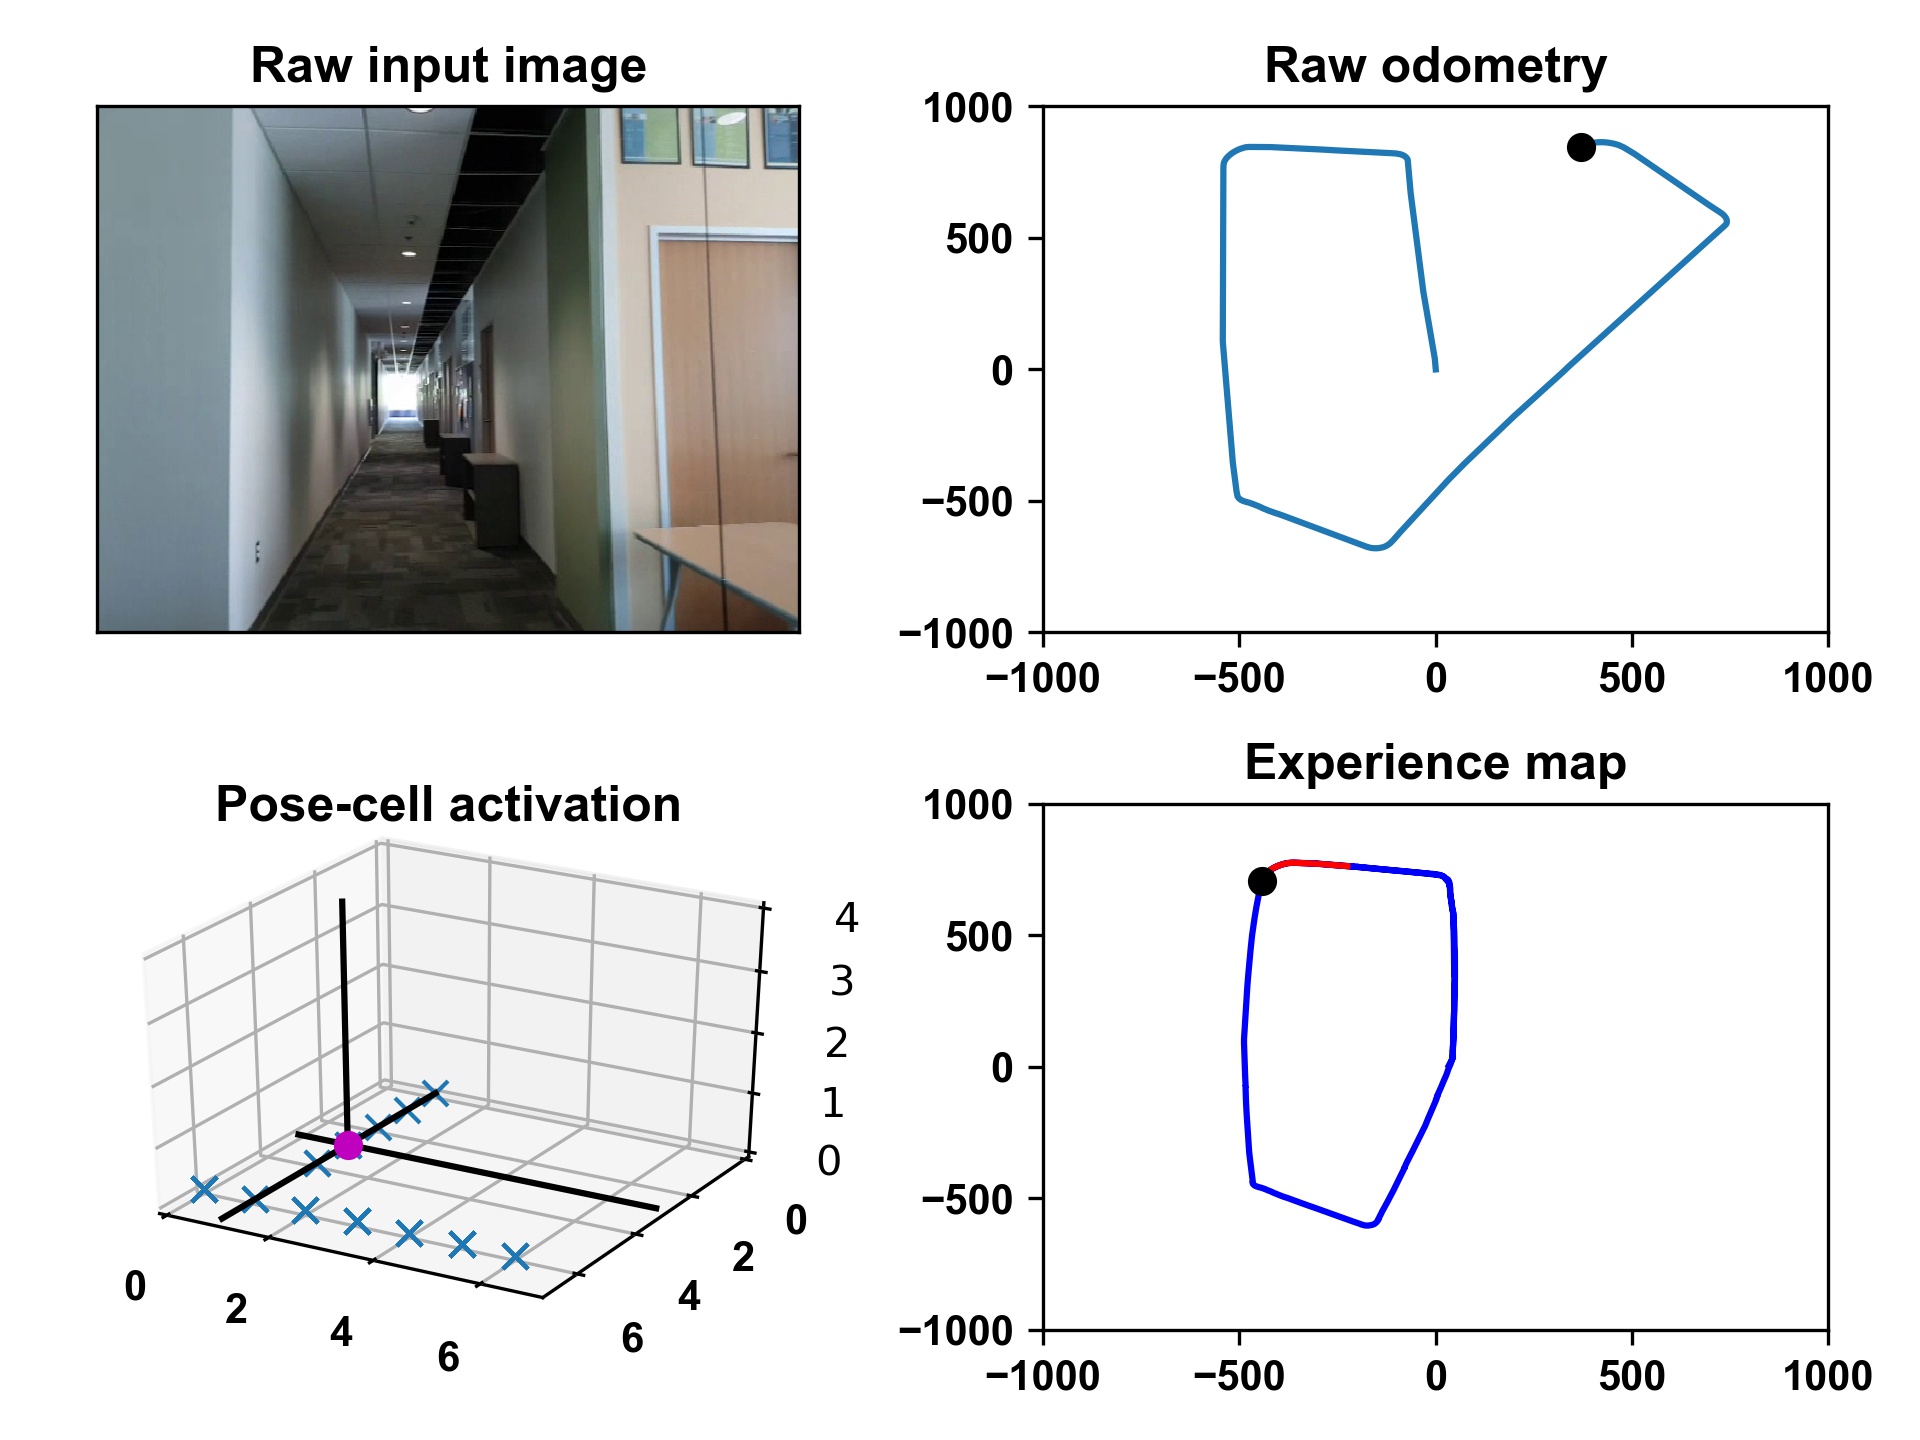 Raw input image
Raw odometry
1000
500
0
−500
−1000
−1000 −500 0 500 1000
Pose-cell activation
4
3
2
1
0
0 2 4 6
6 4 2 0
Experience map
1000
500
0
−500
−1000
−1000 −500 0 500 1000